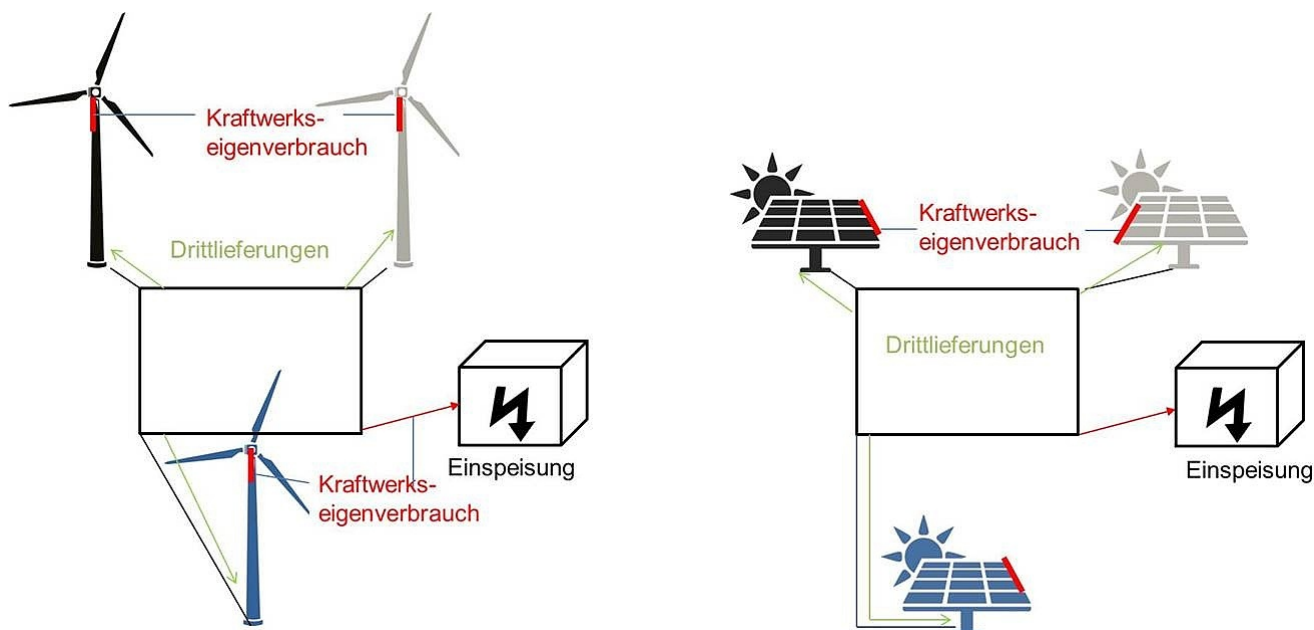 Kraftwerks-
eigenverbrauch
Drittlieferungen
Einspeisung
Kraftwerks-
eigenverbrauch
Kraftwerks-
eigenverbrauch
Drittlieferungen
Einspeisung